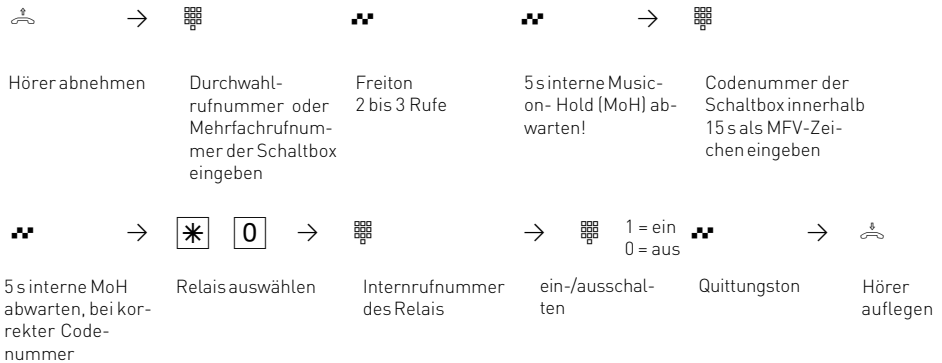 Hörer abnehmen
Durchwahl-
rufnummer oder
Mehrfachrufnum-
mer der Schaltbox
eingeben
Freiton
2 bis 3 Rufe
5 s interne Music-
on- Hold (MoH) ab-
warten!
Codenummer der
Schaltbox innerhalb
15 s als MFV-Zei-
chen eingeben
* 0
1 = ein
0 = aus
5 s interne MoH
abwarten, bei kor-
rekter Code-
nummer
Relais auswählen
Internrufnummer
des Relais
ein-/ausschal-
ten
Quittungston
Hörer
auflegen